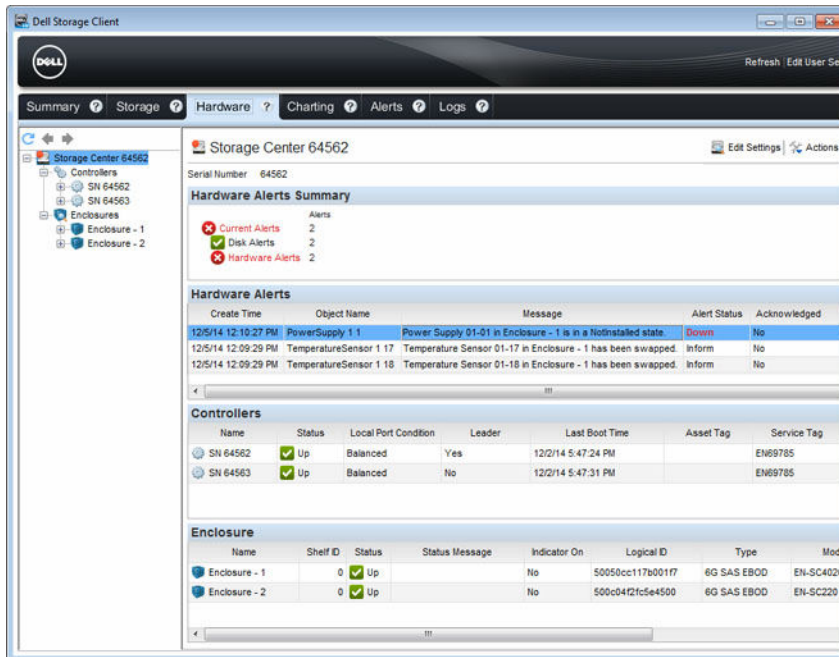 Dell Storage Client
DELL
Refresh Edit User Se
Summary ? Storage ? Hardware ? Charting ? Alerts ? Logs ?
Storage Center 64562
Controllers
SN 64562
SN 64563
Enclosures
Enclosure - 1
Enclosure - 2
Storage Center 64562
Edit Settings Actions
Serial Number 64562
Hardware Alerts Summary
Alerts
Current Alerts 2
Disk Alerts 2
Hardware Alerts 2
Hardware Alerts
Create Time Object Name Message Alert Status Acknowledged
12/5/14 12:10:27 PM PowerSupply 1 1 Power Supply 01-01 in Enclosure - 1 is in a NotInstalled state. Down No
12/5/14 12:09:29 PM TemperatureSensor 1 17 Temperature Sensor 01-17 in Enclosure - 1 has been swapped. Inform No
12/5/14 12:09:29 PM TemperatureSensor 1 18 Temperature Sensor 01-18 in Enclosure - 1 has been swapped. Inform No
Controllers
Name Status Local Port Condition Leader Last Boot Time Asset Tag Service Tag
SN 64562 Up Balanced Yes 12/2/14 5:47:24 PM EN69785
SN 64563 Up Balanced No 12/2/14 5:47:31 PM EN69785
Enclosure
Name Shelf ID Status Status Message Indicator On Logical ID Type Mod
Enclosure - 1 0 Up No 50050cc117b001f7 6G SAS EBOD EN-SC402
Enclosure - 2 0 Up No 500c04f2fc5e4500 6G SAS EBOD EN-SC220